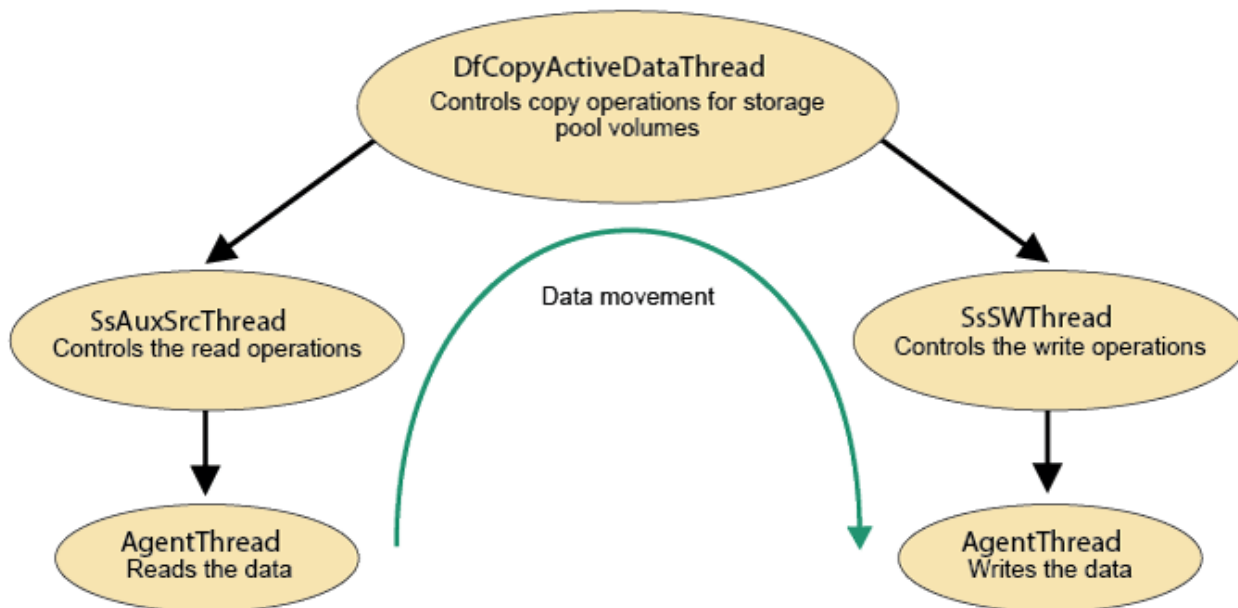 DfCopyActiveDataThread
Controls copy operations for storage
pool volumes
Data movement
SsAuxSrcThread
Controls the read operations
SsSWThread
Controls the write operations
AgentThread
Reads the data
AgentThread
Writes the data